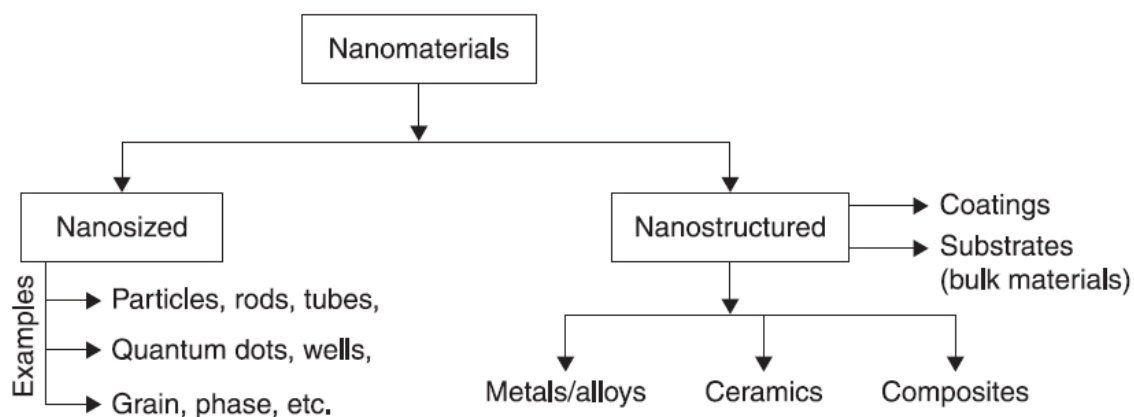 Nanomaterials
Nanosized
Nanostructured
Coatings
Substrates
(bulk materials)
Examples
Particles, rods, tubes,
Quantum dots, wells,
Grain, phase, etc.
Metals/alloys
Ceramics
Composites